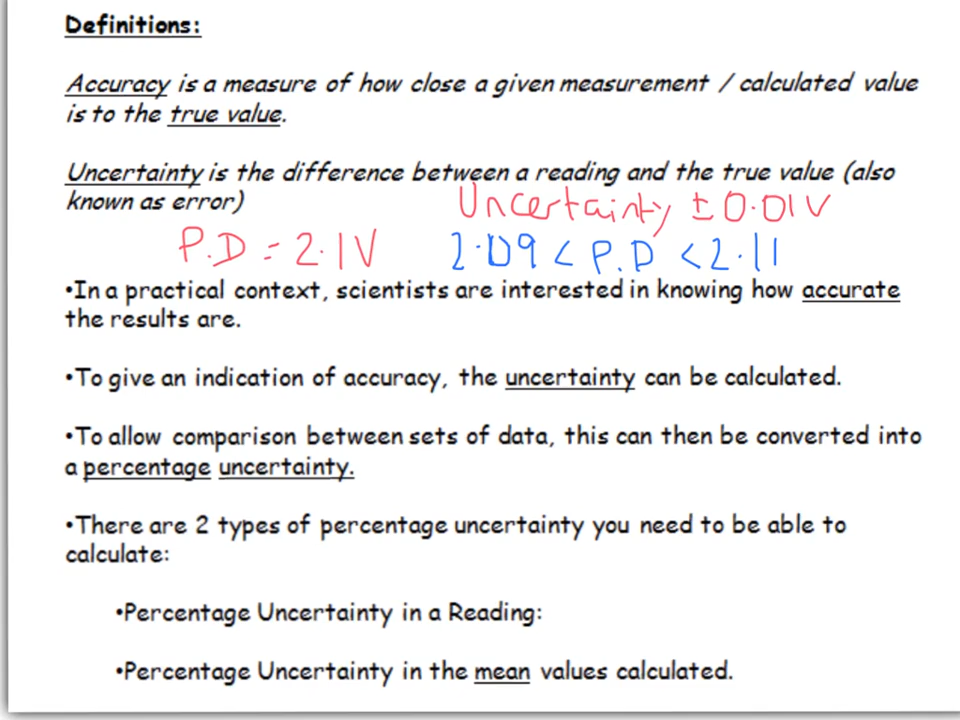 Definitions:
Accuracy is a measure of how close a given measurement / calculated value
is to the true value.
Uncertainty is the difference between a reading and the true value (also
known as error)
Uncertainty ±0.01V
P.D = 2.1V
2.09 < P.D < 2.11
•In a practical context, scientists are interested in knowing how accurate
the results are.
•To give an indication of accuracy, the uncertainty can be calculated.
•To allow comparison between sets of data, this can then be converted into
a percentage uncertainty.
•There are 2 types of percentage uncertainty you need to be able to
calculate:
•Percentage Uncertainty in a Reading:
•Percentage Uncertainty in the mean values calculated.